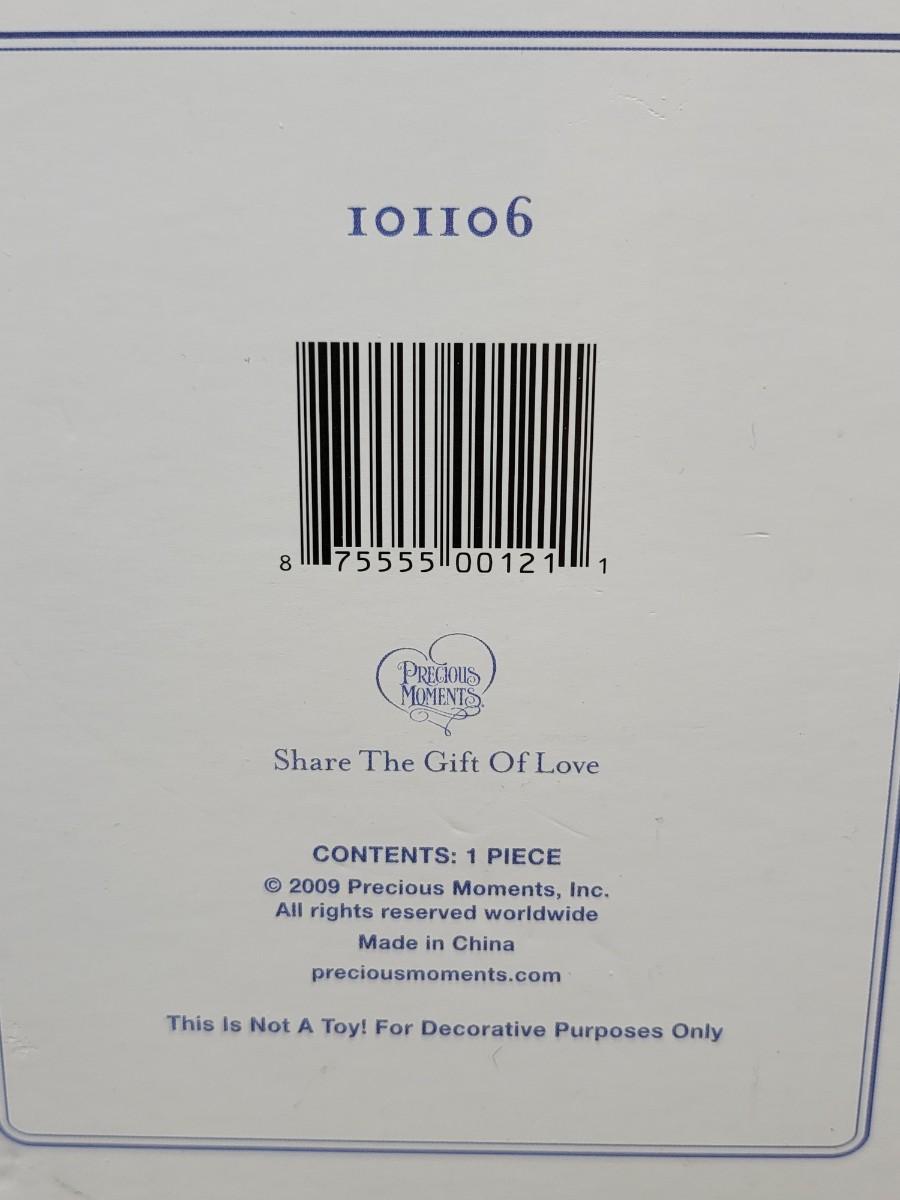 101106
8 75555 00121 1
PRECIOUS
MOMENTS®
Share The Gift Of Love
CONTENTS: 1 PIECE
© 2009 Precious Moments, Inc.
All rights reserved worldwide
Made in China
preciousmoments.com
This Is Not A Toy! For Decorative Purposes Only